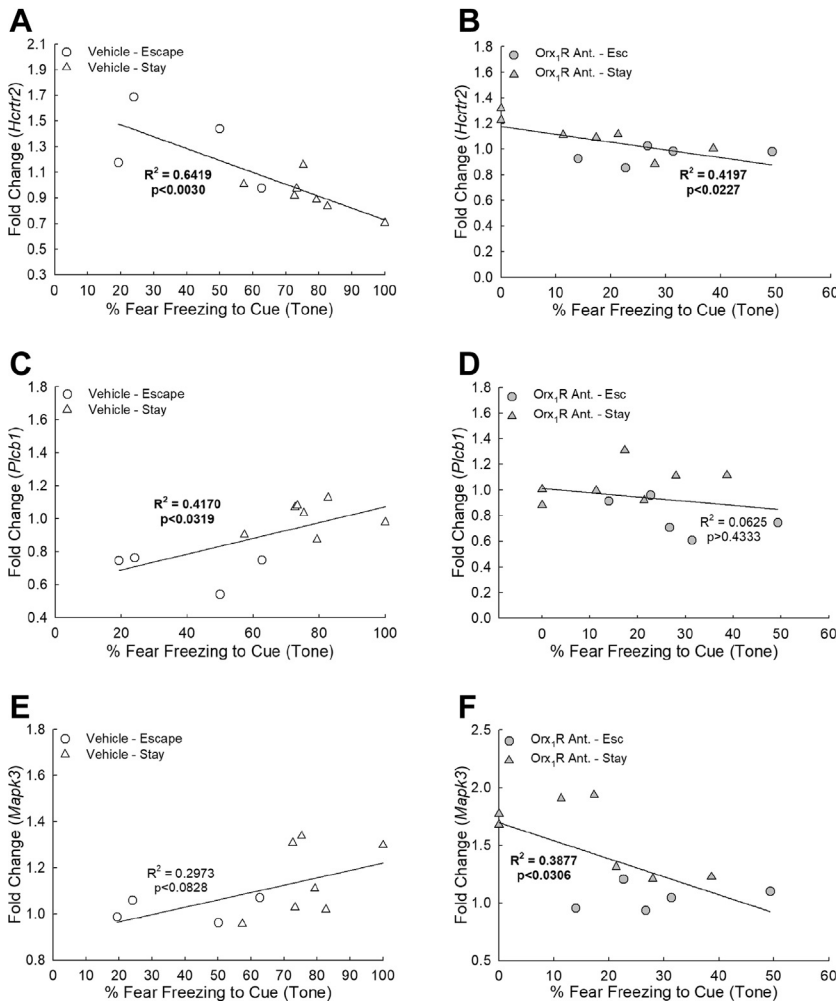 A
Vehicle - Escape
Vehicle - Stay
Fold Change (Hcrtr2)
2.1
1.9
1.7
1.5
1.3
1.1
0.9
0.7
0.5
0.3
R2 = 0.6419
p<0.0030
0 10 20 30 40 50 60 70 80 90 100
% Fear Freezing to Cue (Tone)
B
Orx1R Ant. - Esc
Orx1R Ant. - Stay
Fold Change (Hcrtr2)
1.8
1.6
1.4
1.2
1.0
0.8
0.6
0.4
0.2
0.0
R2 = 0.4197
p<0.0227
0 10 20 30 40 50 60
% Fear Freezing to Cue (Tone)
C
Vehicle - Escape
Vehicle - Stay
Fold Change (Plcb1)
1.8
1.6
1.4
1.2
1.0
0.8
0.6
0.4
R2 = 0.4170
p<0.0319
0 20 40 60 80 100
% Fear Freezing to Cue (Tone)
D
Orx1R Ant. - Esc
Orx1R Ant. - Stay
Fold Change (Plcb1)
1.8
1.6
1.4
1.2
1.0
0.8
0.6
0.4
0.2
0.0
R2 = 0.0625
p>0.4333
0 10 20 30 40 50 60
% Fear Freezing to Cue (Tone)
E
Vehicle - Escape
Vehicle - Stay
Fold Change (Mapk3)
1.8
1.6
1.4
1.2
1.0
0.8
R2 = 0.2973
p<0.0828
0 10 20 30 40 50 60 70 80 90 100
% Fear Freezing to Cue (Tone)
F
Orx1R Ant. - Esc
Orx1R Ant. - Stay
Fold Change (Mapk3)
2.5
2.0
1.5
1.0
0.5
R2 = 0.3877
p<0.0306
0 10 20 30 40 50 60
% Fear Freezing to Cue (Tone)